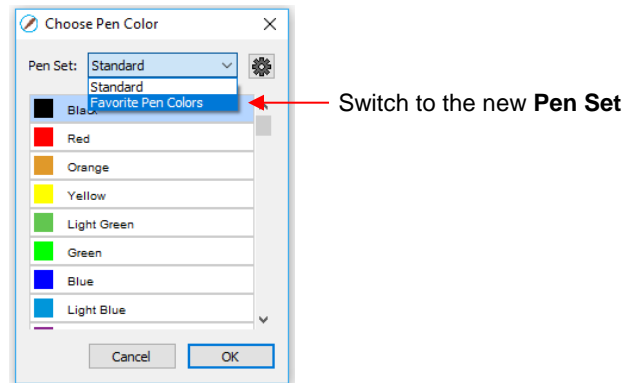 Choose Pen Color
Pen Set: Standard
Standard
Favorite Pen Colors
Switch to the new Pen Set
Black
Red
Orange
Yellow
Light Green
Green
Blue
Light Blue
Cancel OK